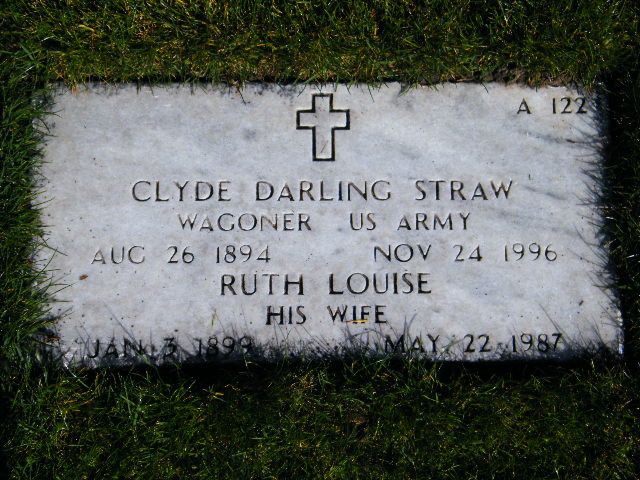 A 122
CLYDE DARLING STRAW
WAGONER US ARMY
AUG 26 1894 NOV 24 1996
RUTH LOUISE
HIS WIFE
JAN 3 1899 MAY 22 1987